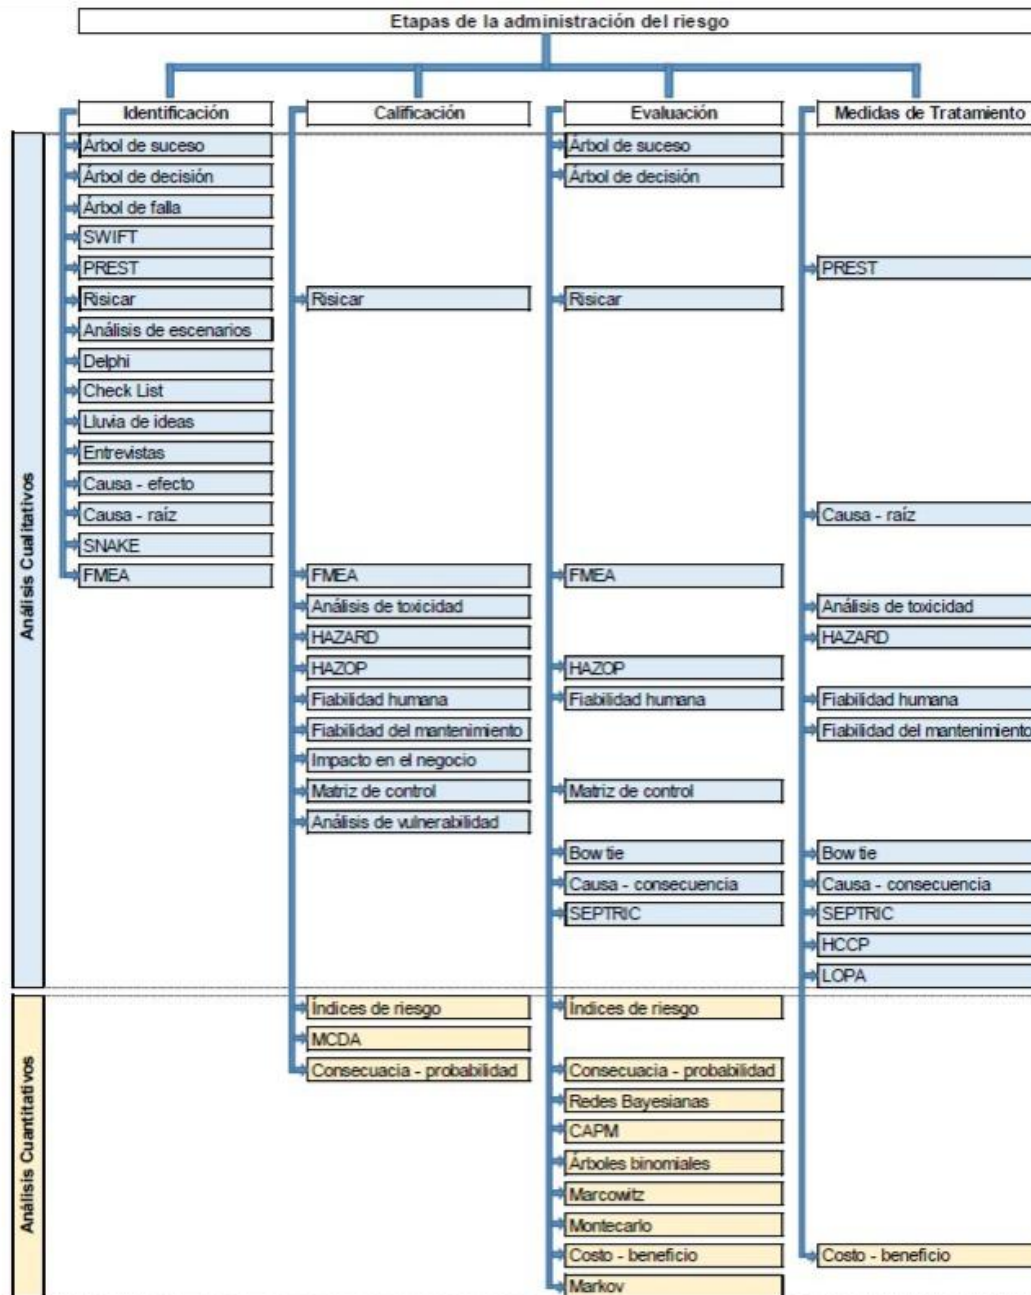 Etapas de la administración del riesgo
Identificación
Calificación
Evaluación
Medidas de Tratamiento
Análisis Cualitativos
Árbol de suceso
Árbol de suceso
Árbol de decisión
Árbol de decisión
Árbol de falla
SWIFT
PREST
PREST
Risicar
Risicar
Risicar
Análisis de escenarios
Delphi
Check List
Lluvia de ideas
Entrevistas
Causa - efecto
Causa - raíz
Causa - raíz
SNAKE
FMEA
FMEA
FMEA
Análisis de toxicidad
Análisis de toxicidad
HAZARD
HAZARD
HAZOP
HAZOP
Fiabilidad humana
Fiabilidad humana
Fiabilidad humana
Fiabilidad del mantenimiento
Fiabilidad del mantenimiento
Impacto en el negocio
Matriz de control
Matriz de control
Análisis de vulnerabilidad
Bow tie
Bow tie
Causa - consecuencia
Causa - consecuencia
SEPTRIC
SEPTRIC
HCCP
LOPA
Análisis Cuantitativos
Índices de riesgo
Índices de riesgo
MCDA
Consecuacia - probabilidad
Consecuacia - probabilidad
Redes Bayesianas
CAPM
Árboles binomiales
Marcowitz
Montecarlo
Costo - beneficio
Costo - beneficio
Markov